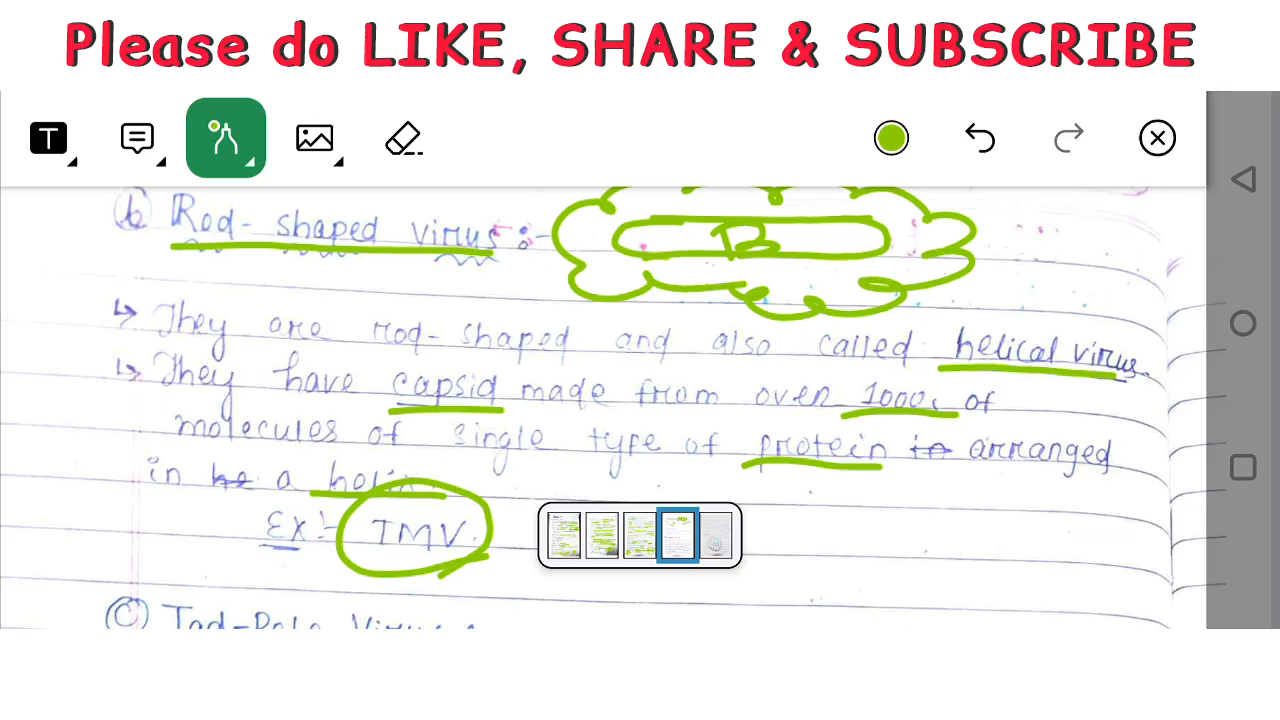 Please do LIKE, SHARE & SUBSCRIBE
T
(b) Rod-shaped virus :-
B
↳ They are rod-shaped and also called helical virus.
↳ They have capsid made from over 1000s of
molecules of single type of protein in arranged
in he a helix
Ex:- TMV.
(C) Tad-Pole Virus